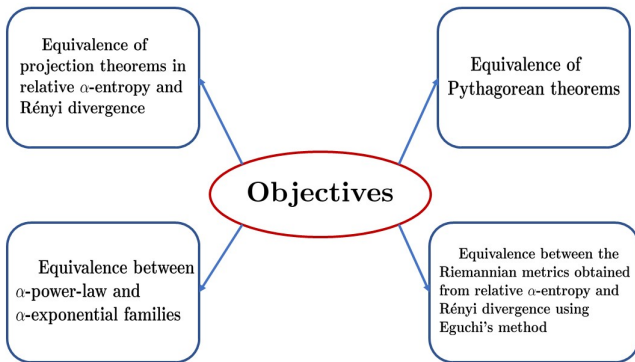 Equivalence of
projection theorems in
relative α-entropy and
Rényi divergence
Equivalence of
Pythagorean theorems
Objectives
Equivalence between
α-power-law and
α-exponential families
Equivalence between the
Riemannian metrics obtained
from relative α-entropy and
Rényi divergence using
Eguchi's method